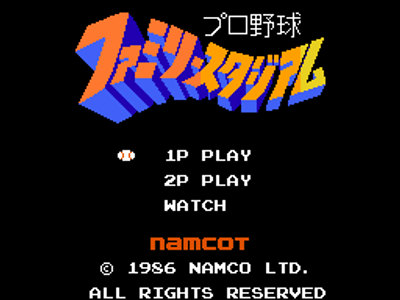 プロ野球
ファミリースタジアム
1P PLAY
2P PLAY
WATCH
namcot
© 1986 NAMCO LTD.
ALL RIGHTS RESERVED